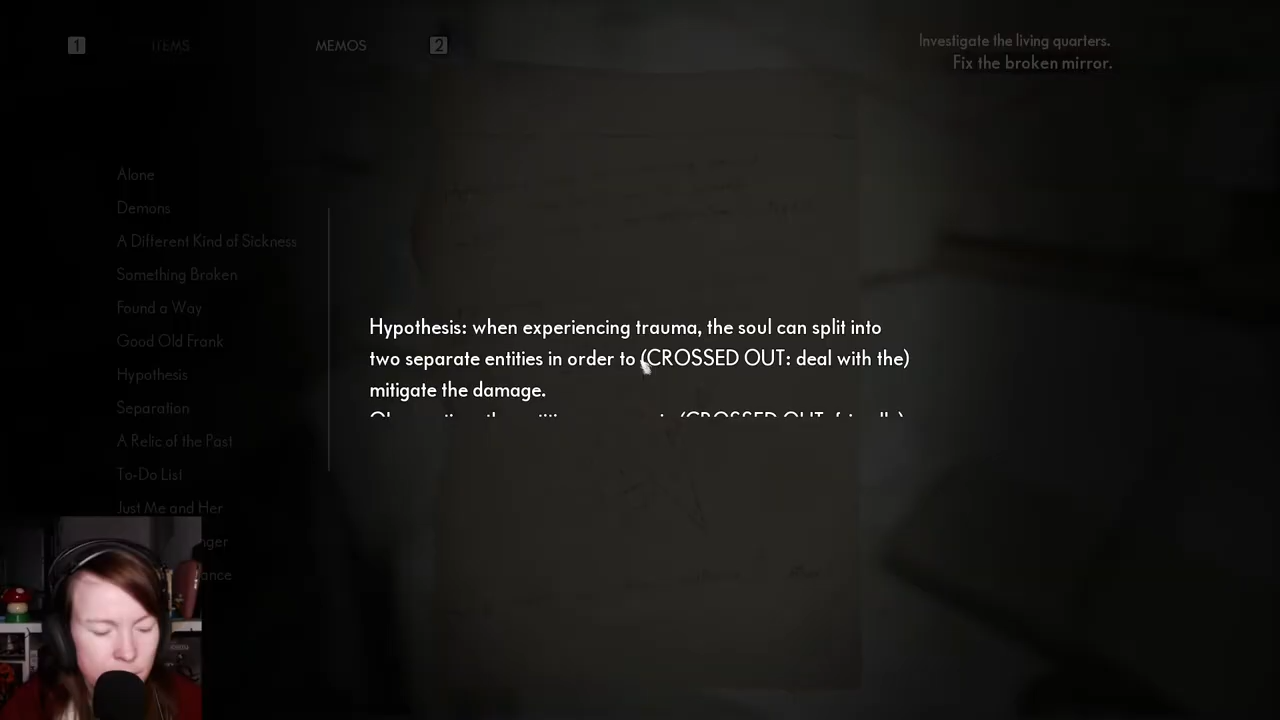 1 ITEMS MEMOS 2
Investigate the living quarters.
Fix the broken mirror.
Alone
Demons
A Different Kind of Sickness
Something Broken
Found a Way
Good Old Frank
Hypothesis
Separation
A Relic of the Past
To-Do List
Just Me and Her
Hypothesis: when experiencing trauma, the soul can split into
two separate entities in order to (CROSSED OUT: deal with the)
mitigate the damage.